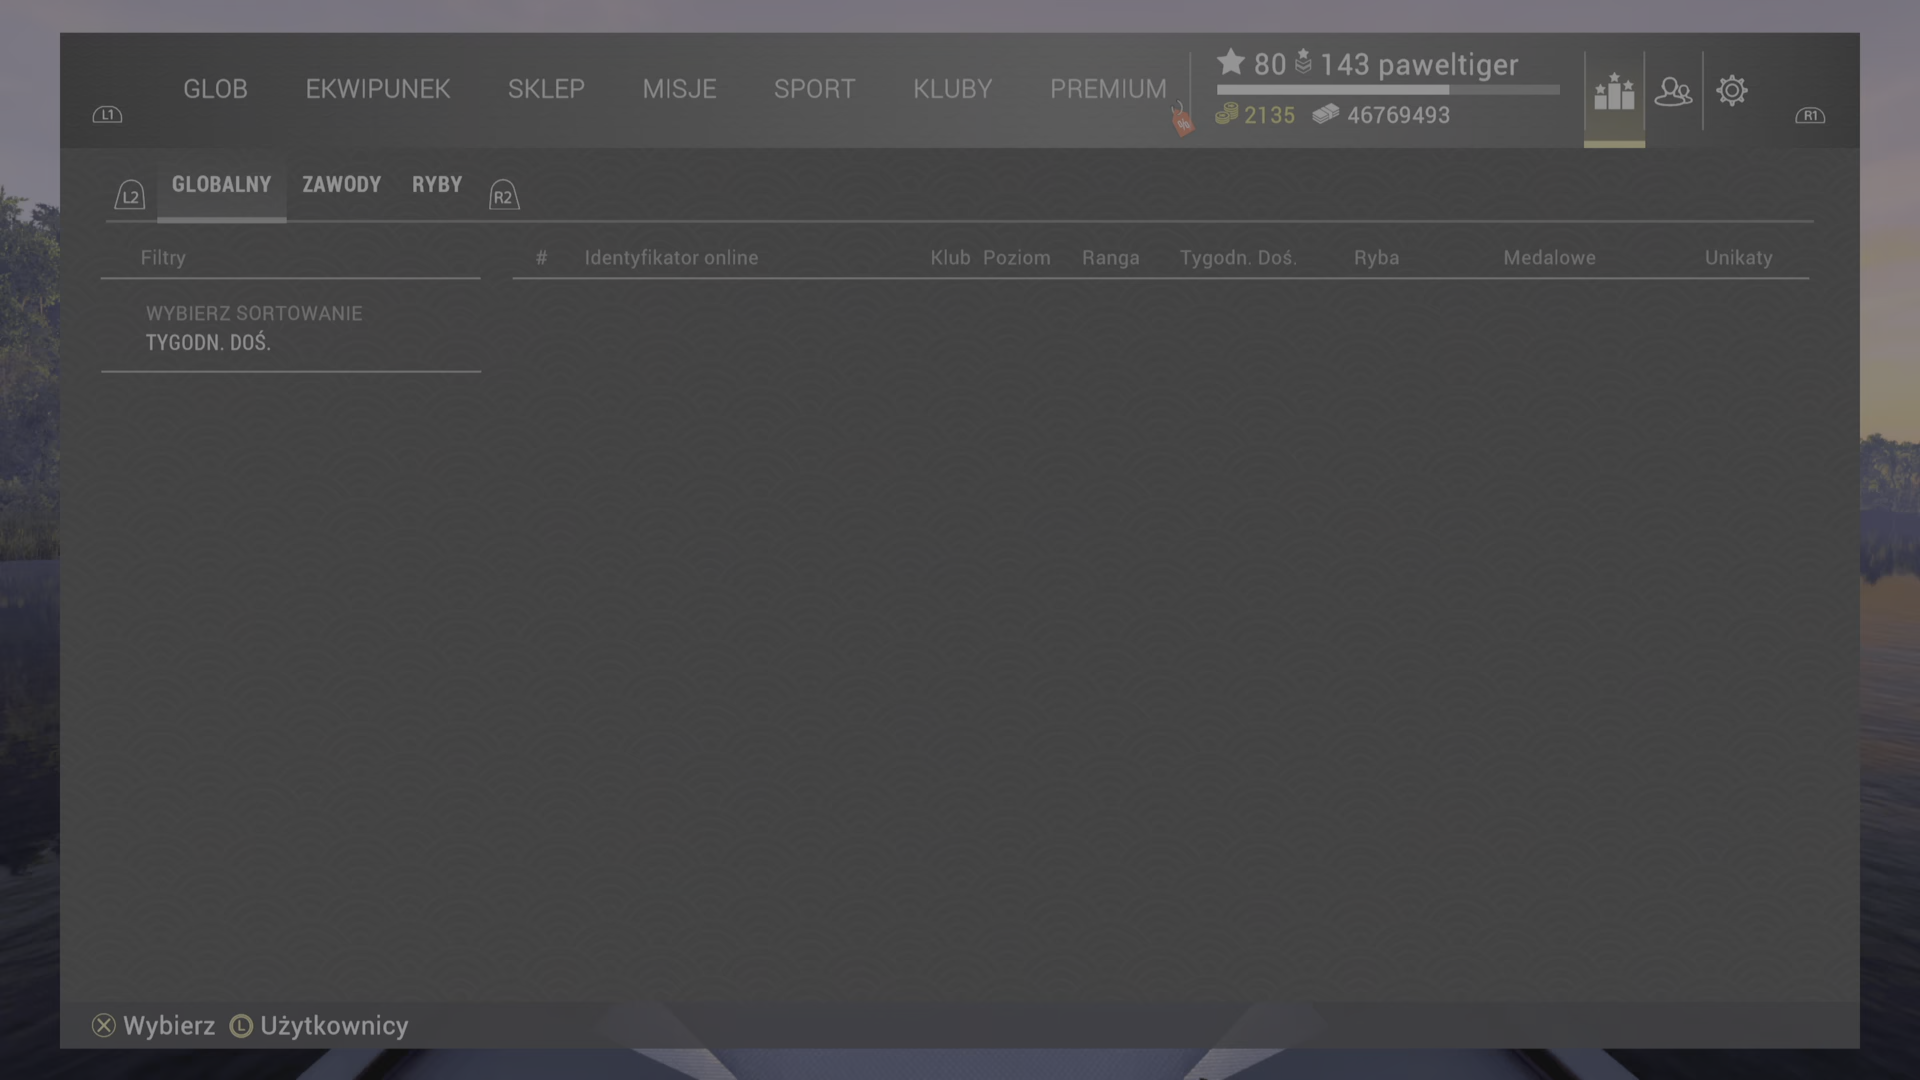 GLOB EKWIPUNEK SKLEP MISJE SPORT KLUBY PREMIUM
80 143 paweltiger
2135 46769493
L1
R1
%
L2 GLOBALNY ZAWODY RYBY R2
Filtry
# Identyfikator online Klub Poziom Ranga Tygodn. Doś. Ryba Medalowe Unikaty
WYBIERZ SORTOWANIE
TYGODN. DOŚ.
Wybierz L Użytkownicy